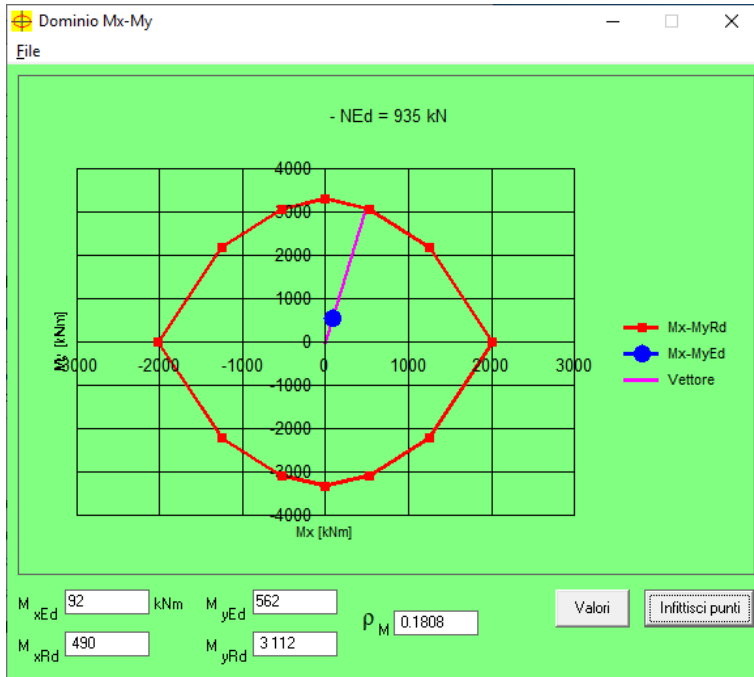 Dominio Mx-My
File
- NEd = 935 kN
4000
3000
2000
1000
0
-1000
-2000
-3000
-4000
-3000 -2000 -1000 0 1000 2000 3000
Mx [kNm]
Mx-MyRd
Mx-MyEd
Vettore
M xEd 92 kNm M yEd 562
M xRd 490 M yRd 3 112
ρ M 0.1808
Valori
Infittisci punti